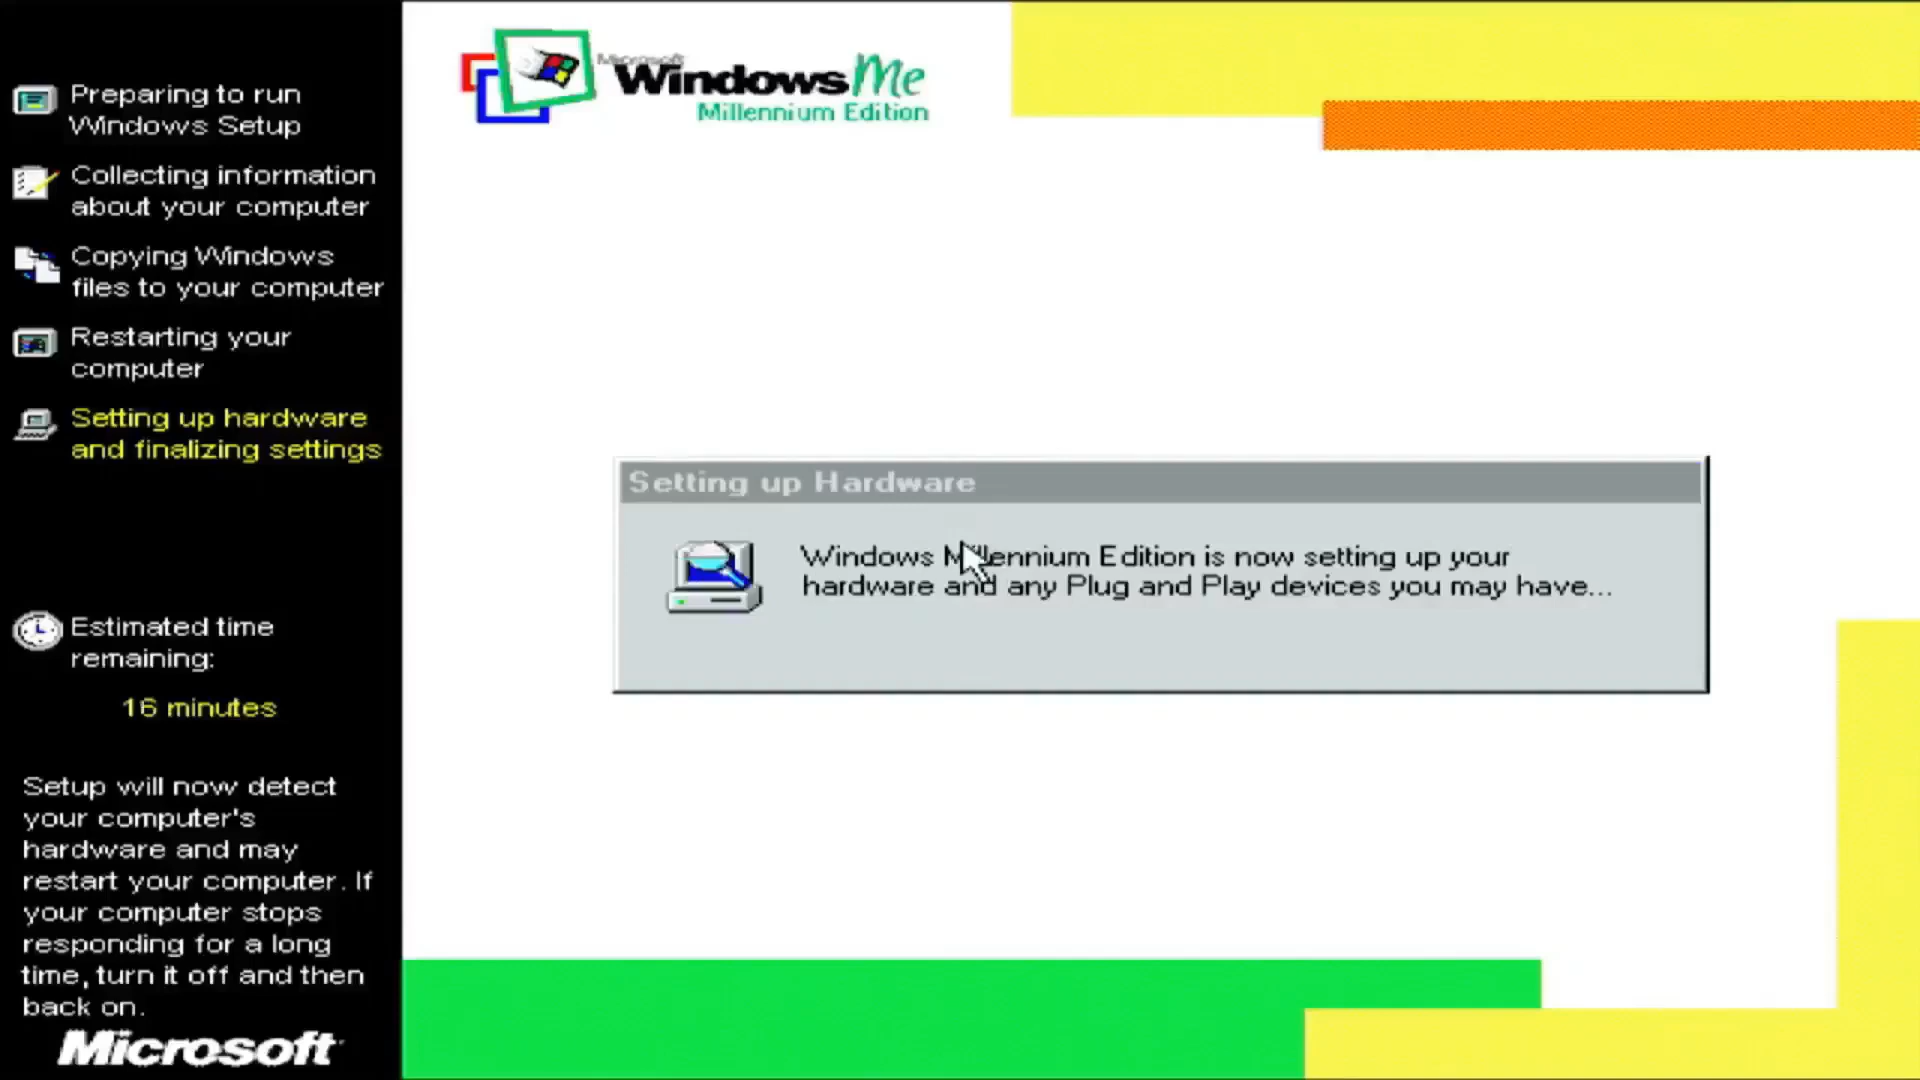 Preparing to run
Windows Setup
Collecting information
about your computer
Copying Windows
files to your computer
Restarting your
computer
Setting up hardware
and finalizing settings
Estimated time
remaining:
16 minutes
Setup will now detect
your computer's
hardware and may
restart your computer. If
your computer stops
responding for a long
time, turn it off and then
back on.
Microsoft
Microsoft
Windows Me
Millennium Edition
Setting up Hardware
Windows Millennium Edition is now setting up your
hardware and any Plug and Play devices you may have...